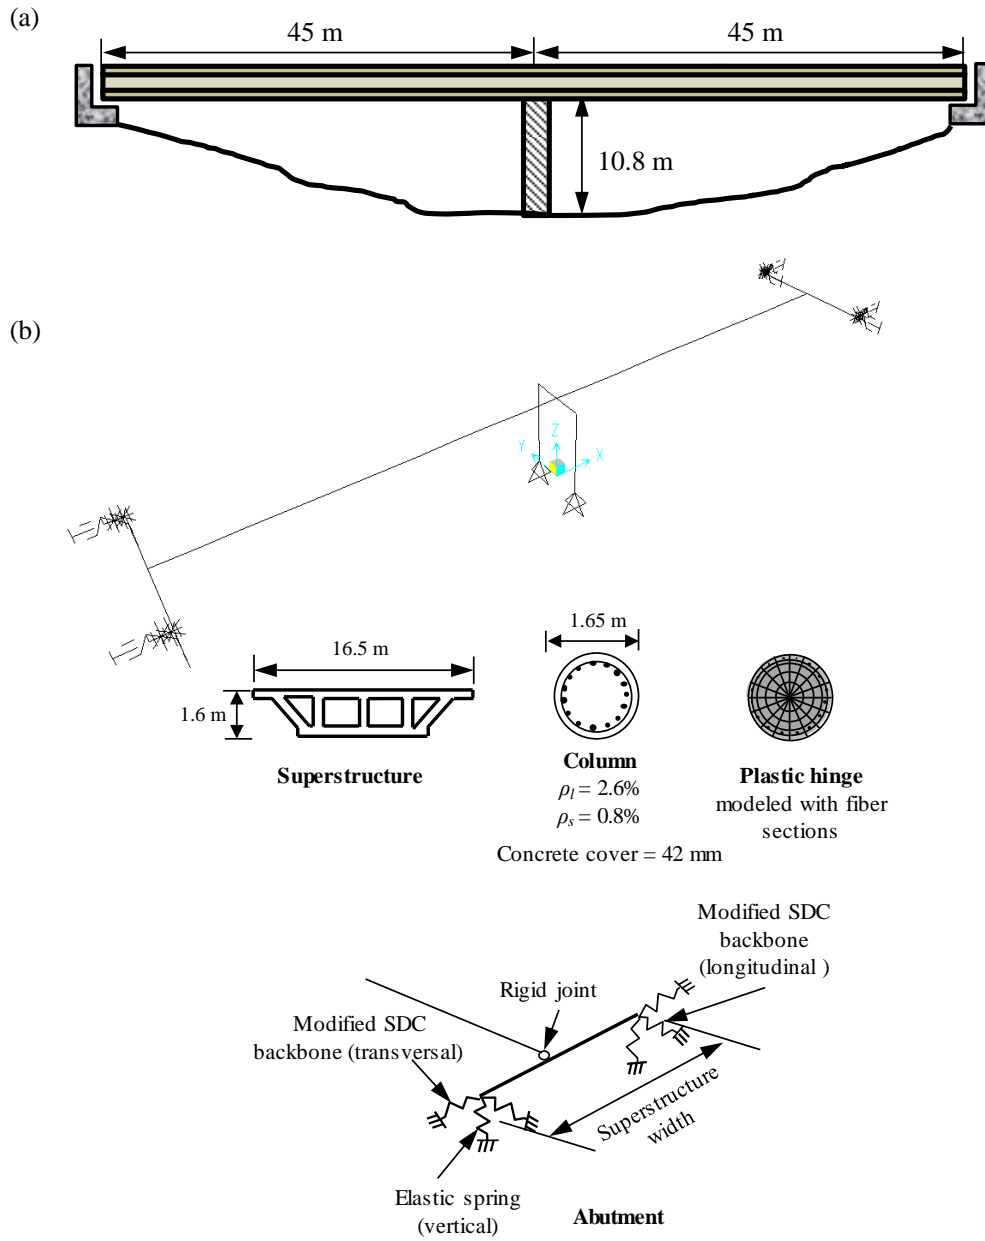 (a)
45 m
45 m
10.8 m
(b)
Y
Z
X
16.5 m
1.6 m
Superstructure
1.65 m
Column
ρl = 2.6%
ρs = 0.8%
Concrete cover = 42 mm
Plastic hinge
modeled with fiber
sections
Modified SDC
backbone
(longitudinal )
Rigid joint
Modified SDC
backbone (transversal)
Superstructure
width
Elastic spring
(vertical)
Abutment